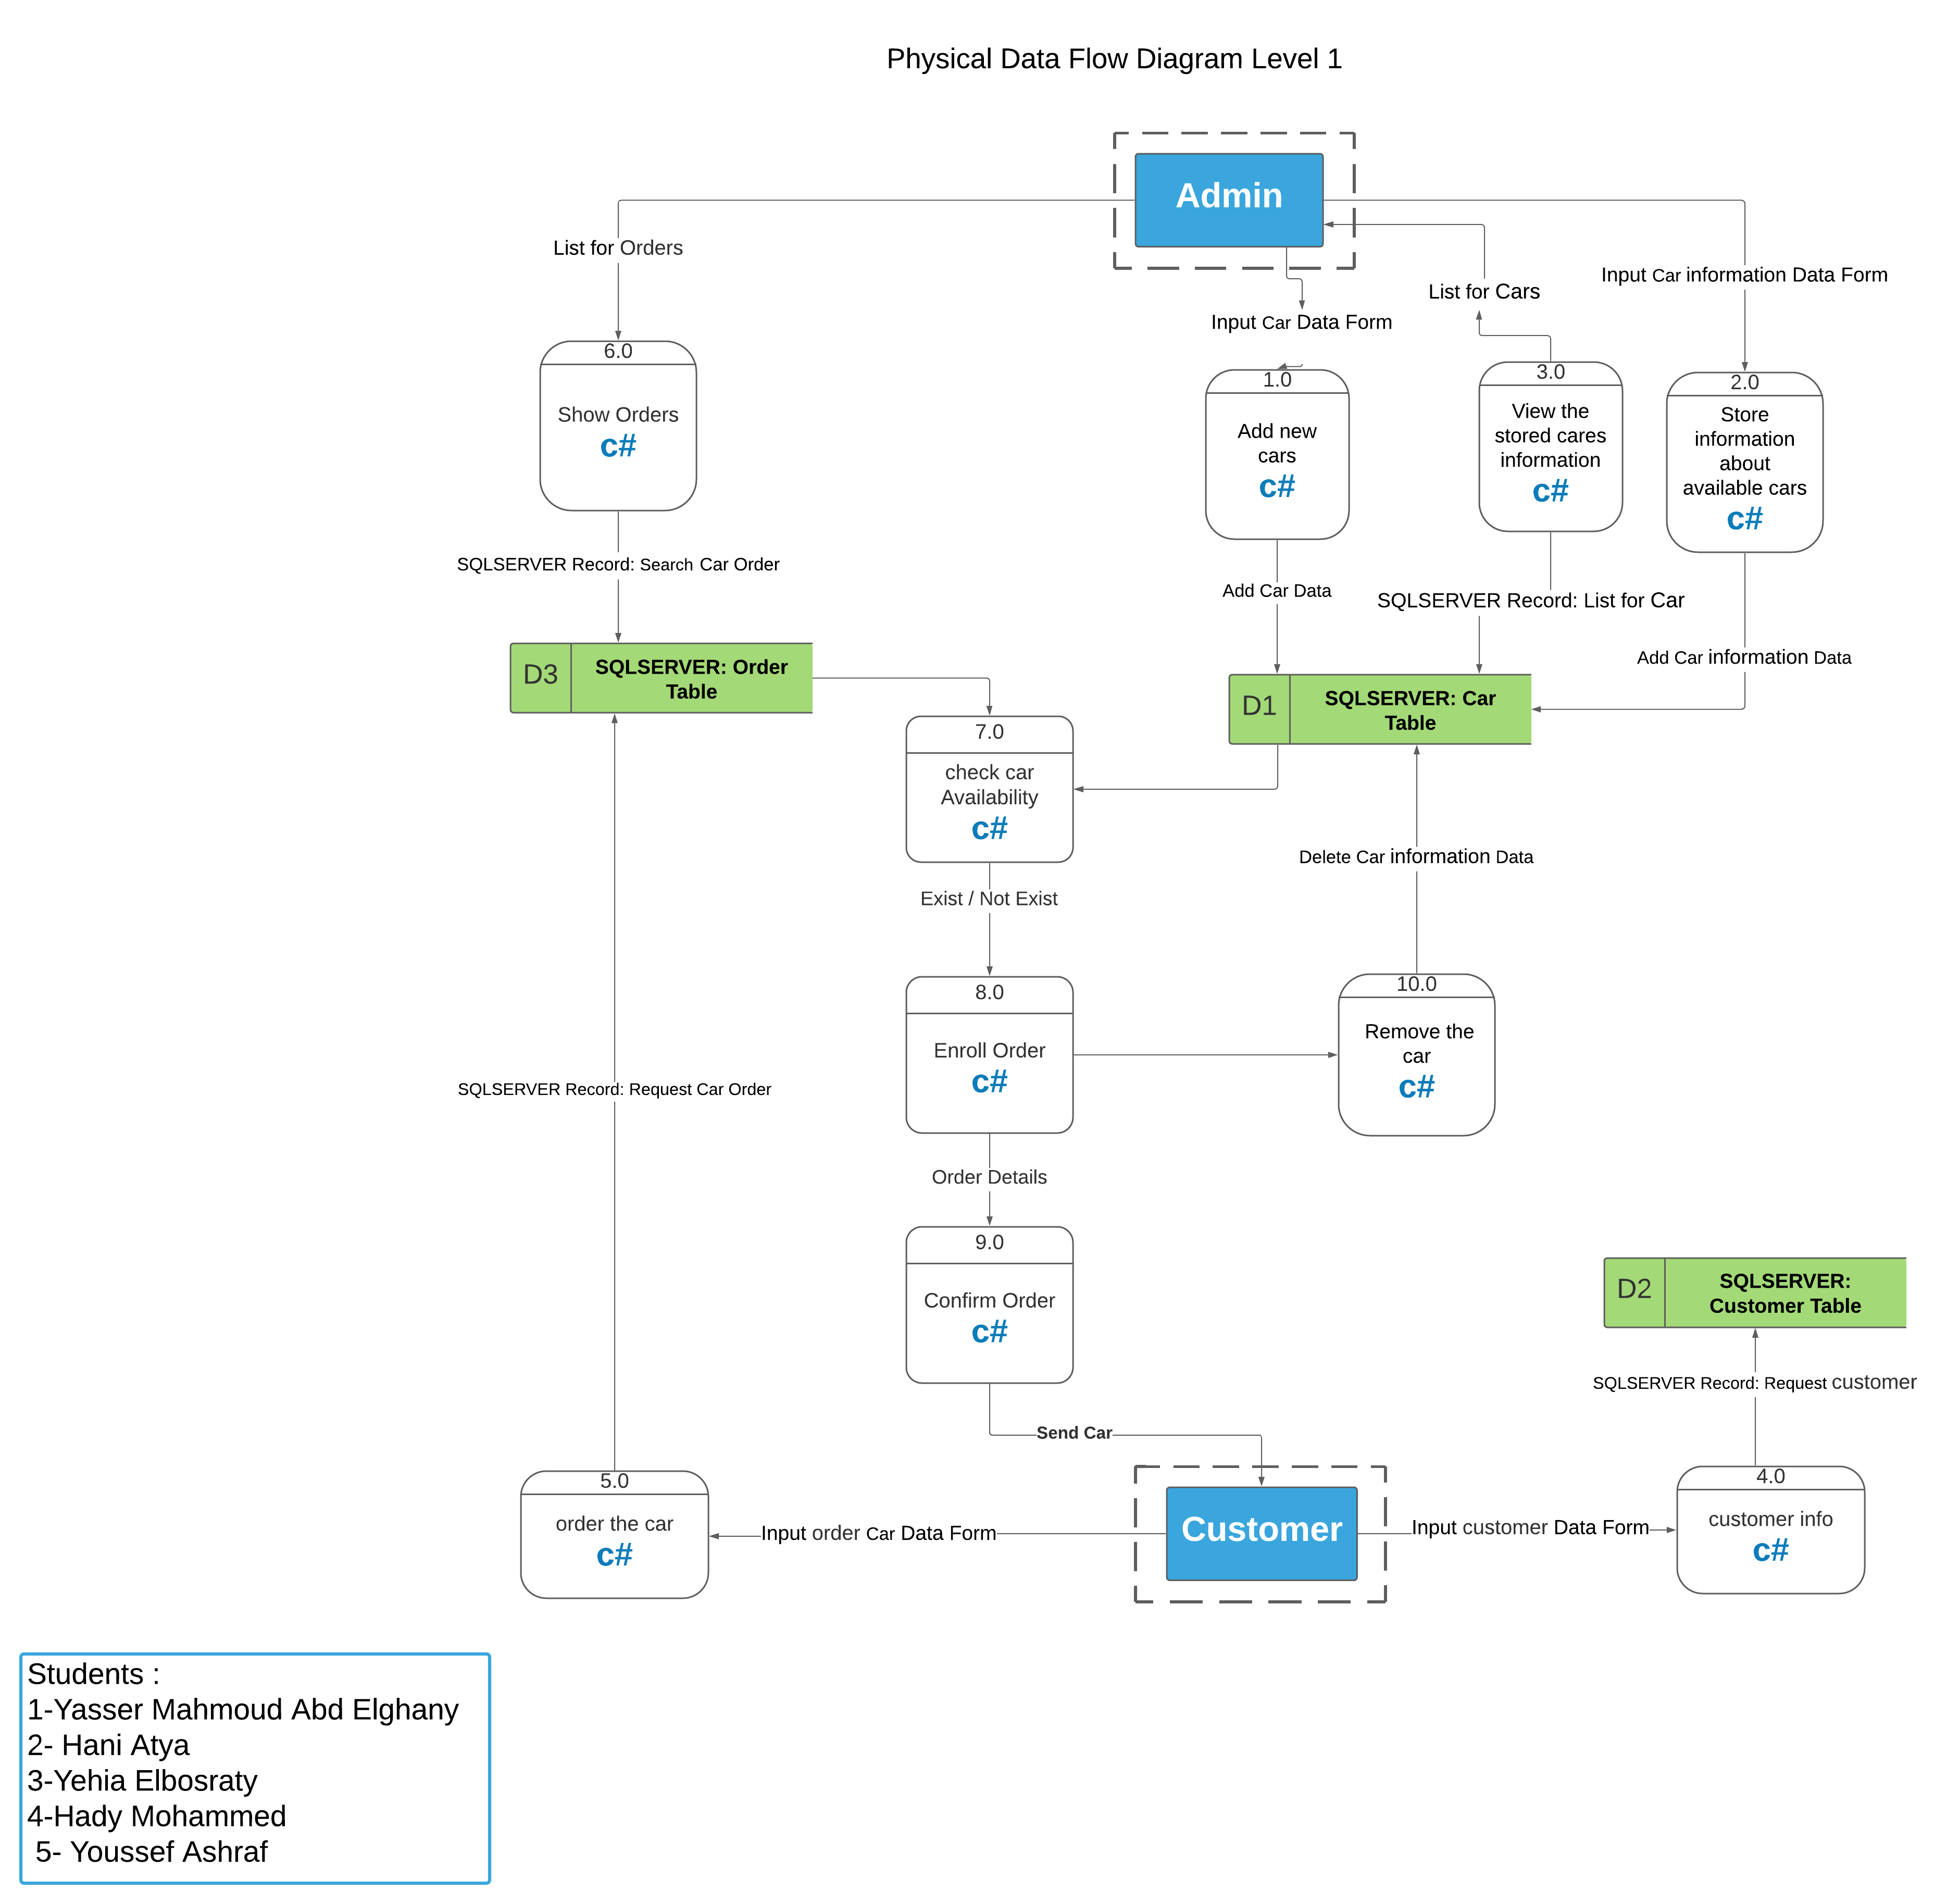 Physical Data Flow Diagram Level 1
Admin
List for Orders
Input Car Data Form
List for Cars
Input Car information Data Form
6.0
Show Orders
c#
1.0
Add new
cars
c#
3.0
View the
stored cares
information
c#
2.0
Store
information
about
available cars
c#
SQLSERVER Record: Search Car Order
Add Car Data
SQLSERVER Record: List for Car
Add Car information Data
D3
SQLSERVER: Order
Table
D1
SQLSERVER: Car
Table
7.0
check car
Availability
c#
Exist / Not Exist
Delete Car information Data
8.0
Enroll Order
c#
10.0
Remove the
car
c#
SQLSERVER Record: Request Car Order
Order Details
9.0
Confirm Order
c#
D2
SQLSERVER:
Customer Table
SQLSERVER Record: Request customer
Send Car
5.0
order the car
c#
Input order Car Data Form
Customer
Input customer Data Form
4.0
customer info
c#
Students :
1-Yasser Mahmoud Abd Elghany
2- Hani Atya
3-Yehia Elbosraty
4-Hady Mohammed
5- Youssef Ashraf